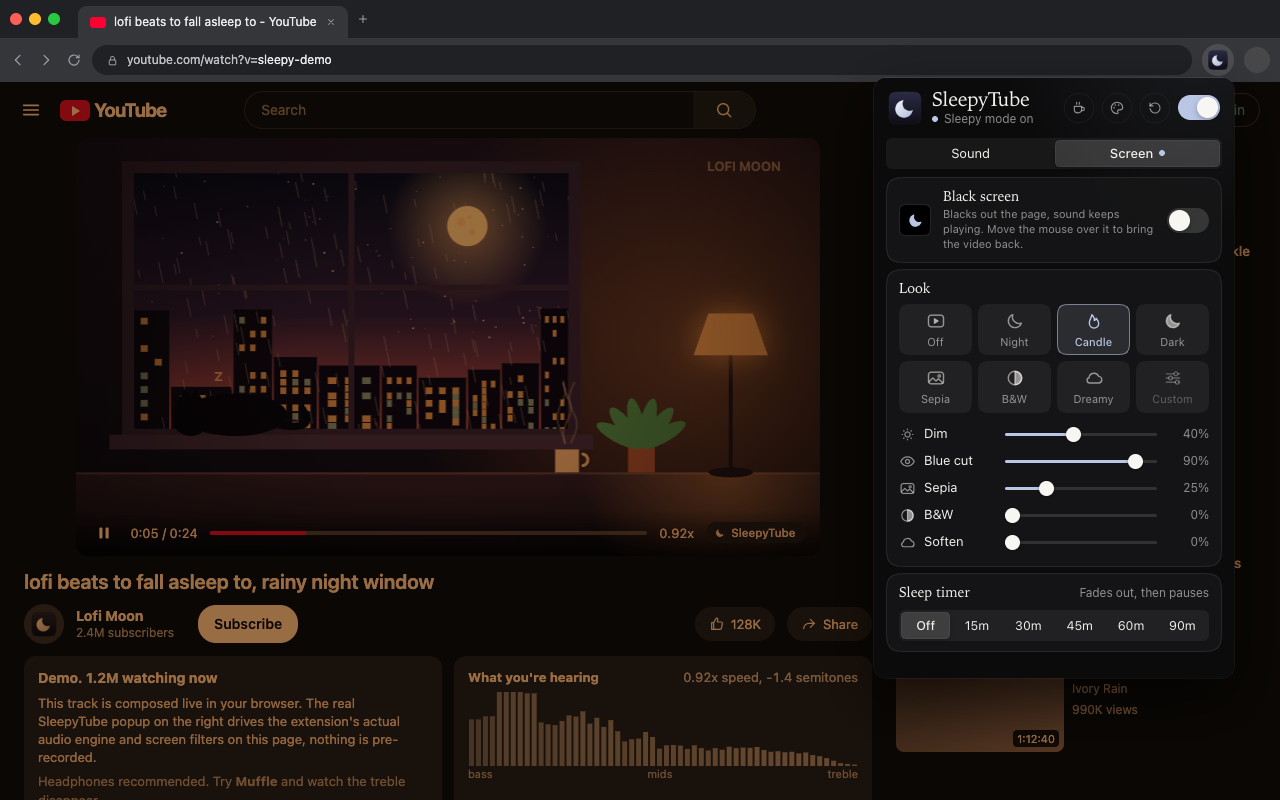 lofi beats to fall asleep to - YouTube
youtube.com/watch?v=sleepy-demo
YouTube
Search
in
LOFI MOON
Z
0:05 / 0:24
0.92x
SleepyTube
lofi beats to fall asleep to, rainy night window
Lofi Moon
2.4M subscribers
Subscribe
128K
Share
Demo. 1.2M watching now
This track is composed live in your browser. The real
SleepyTube popup on the right drives the extension's actual
audio engine and screen filters on this page, nothing is pre-
recorded.
Headphones recommended. Try Muffle and watch the treble
disappear
What you're hearing
0.92x speed, -1.4 semitones
bass
mids
treble
SleepyTube
Sleepy mode on
Sound
Screen
Black screen
Blacks out the page, sound keeps
playing. Move the mouse over it to bring
the video back.
Look
Off
Night
Candle
Dark
Sepia
B&W
Dreamy
Custom
Dim
40%
Blue cut
90%
Sepia
25%
B&W
0%
Soften
0%
Sleep timer
Fades out, then pauses
Off
15m
30m
45m
60m
90m
kle
s
Ivory Rain
990K views
1:12:40